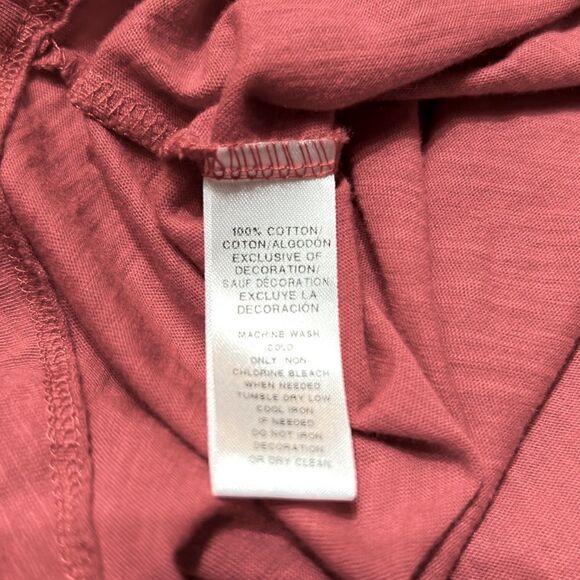 100% COTTON/
COTON/ALGODÓN
EXCLUSIVE OF
DECORATION/
SAUF DÉCORATION
EXCLUYE LA
DECORACIÓN
MACHINE WASH
COLD
ONLY NON-
CHLORINE BLEACH
WHEN NEEDED
TUMBLE DRY LOW
COOL IRON
IF NEEDED
DO NOT IRON
DECORATION
OR DRY CLEAN